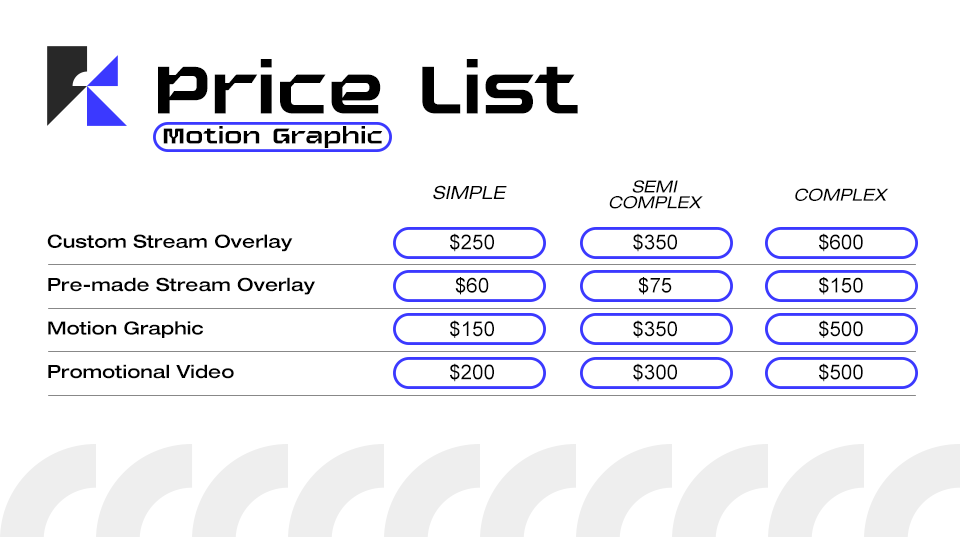 Price List
Motion Graphic
SIMPLE
SEMI
COMPLEX
COMPLEX
Custom Stream Overlay $250 $350 $600
Pre-made Stream Overlay $60 $75 $150
Motion Graphic $150 $350 $500
Promotional Video $200 $300 $500